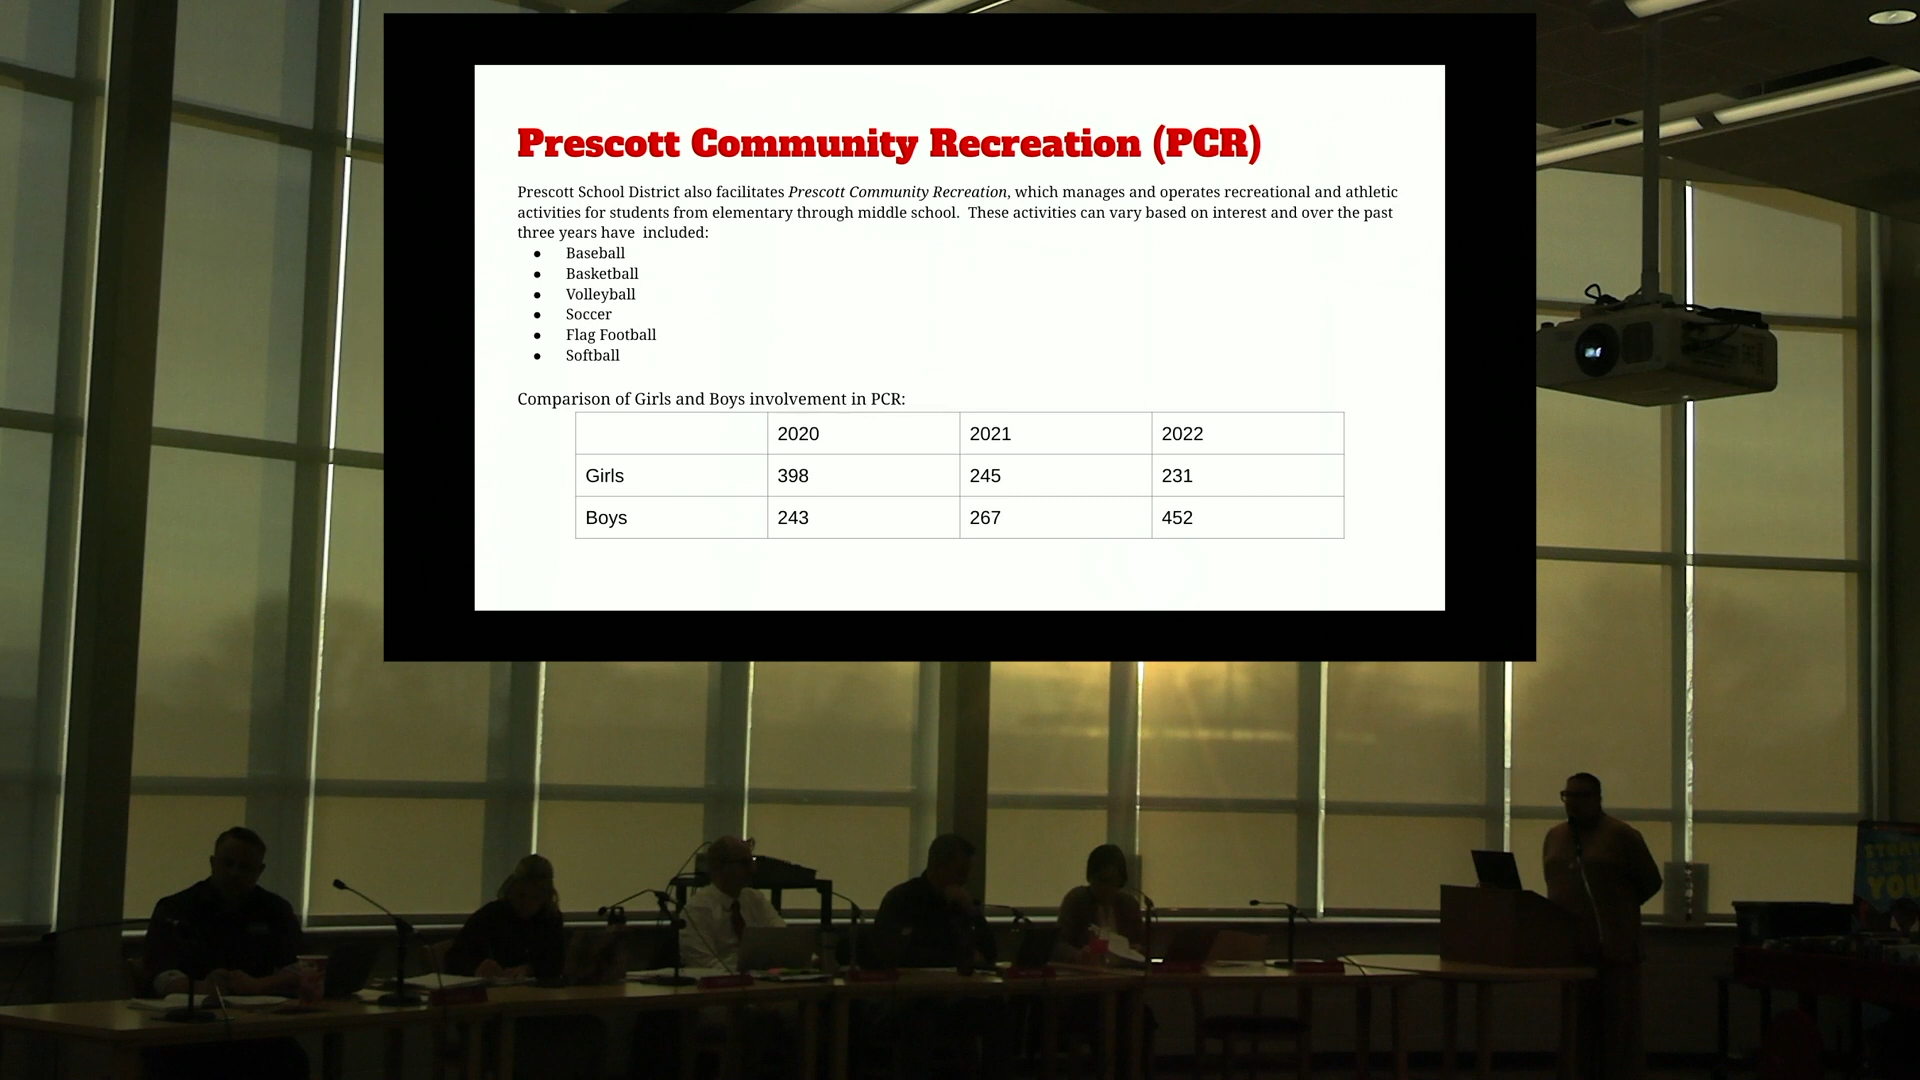 Prescott Community Recreation (PCR)
Prescott School District also facilitates Prescott Community Recreation, which manages and operates recreational and athletic
activities for students from elementary through middle school.  These activities can vary based on interest and over the past
three years have  included:
● Baseball
● Basketball
● Volleyball
● Soccer
● Flag Football
● Softball
Comparison of Girls and Boys involvement in PCR:
2020 2021 2022
Girls 398 245 231
Boys 243 267 452
STORY
YOU